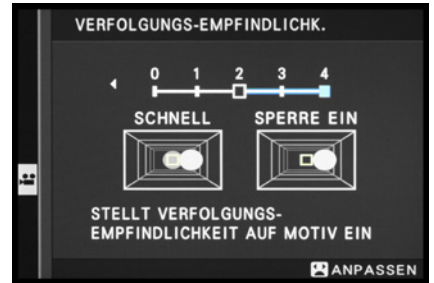 VERFOLGUNGS-EMPFINDLICHK.
0 1 2 3 4
SCHNELL SPERRE EIN
STELLT VERFOLGUNGS-
EMPFINDLICHKEIT AUF MOTIV EIN
ANPASSEN